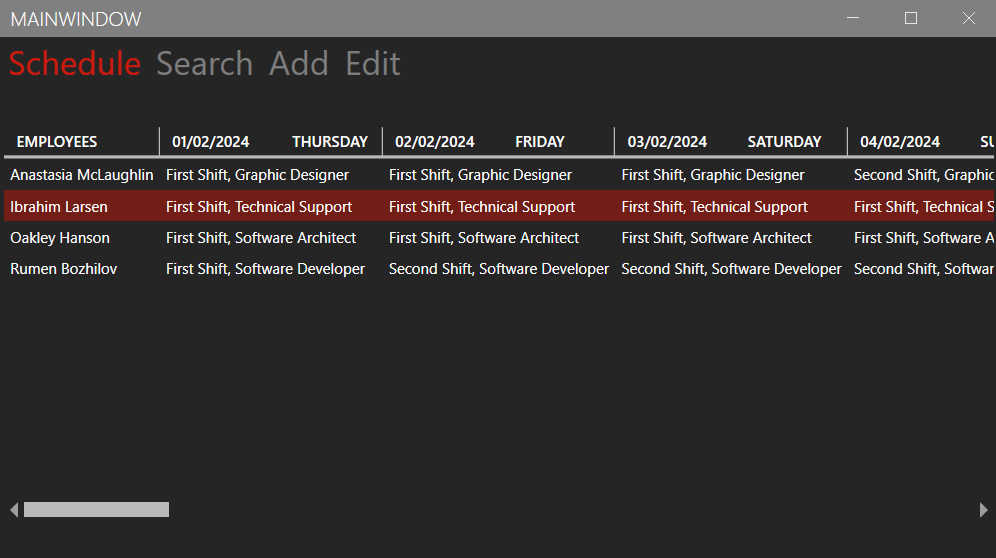 MAINWINDOW
Schedule Search Add Edit
EMPLOYEES 01/02/2024 THURSDAY 02/02/2024 FRIDAY 03/02/2024 SATURDAY 04/02/2024
Anastasia McLaughlin First Shift, Graphic Designer First Shift, Graphic Designer First Shift, Graphic Designer Second Shift, Graphic
Ibrahim Larsen First Shift, Technical Support First Shift, Technical Support First Shift, Technical Support First Shift, Technical S
Oakley Hanson First Shift, Software Architect First Shift, Software Architect First Shift, Software Architect First Shift, Software A
Rumen Bozhilov First Shift, Software Developer Second Shift, Software Developer Second Shift, Software Developer Second Shift, Softwar